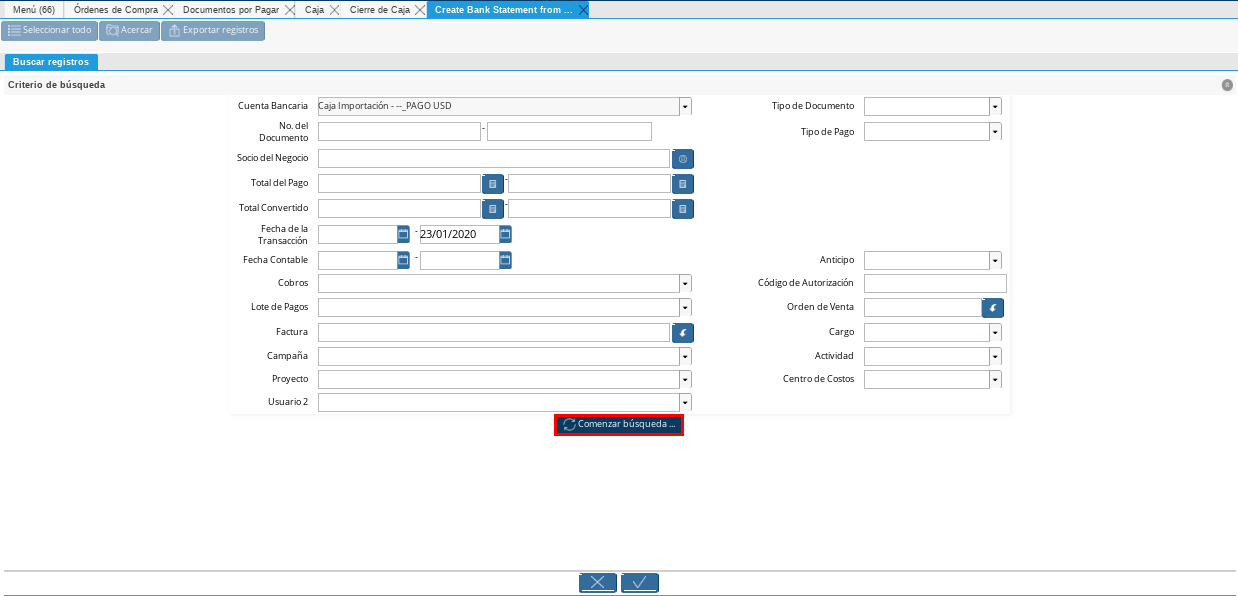 Menú (66) Órdenes de Compra Documentos por Pagar Caja Cierre de Caja Create Bank Statement from ...
Seleccionar todo Acercar Exportar registros
Buscar registros
Criterio de búsqueda
Cuenta Bancaria Caja Importación - --_PAGO USD Tipo de Documento
No. del
Documento - Tipo de Pago
Socio del Negocio
Total del Pago -
Total Convertido -
Fecha de la
Transacción - 23/01/2020
Fecha Contable - Anticipo
Cobros Código de Autorización
Lote de Pagos Orden de Venta
Factura Cargo
Campaña Actividad
Proyecto Centro de Costos
Usuario 2
Comenzar búsqueda ...